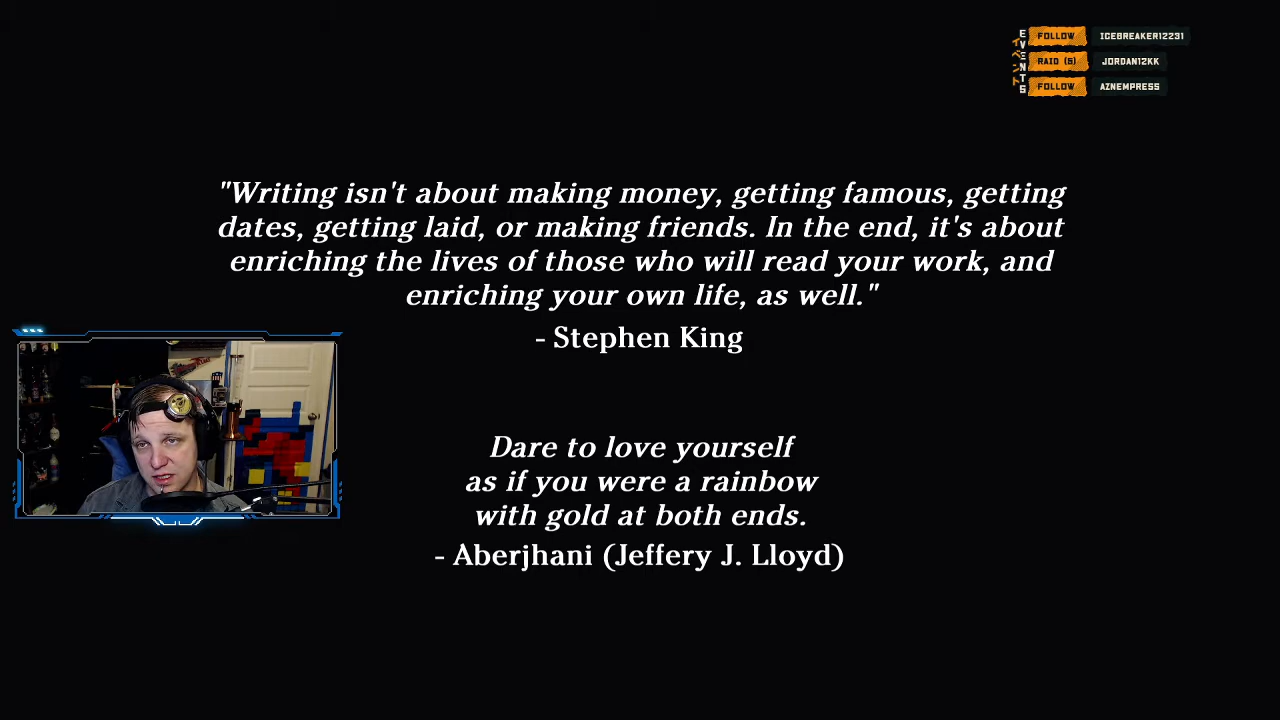 EVENTS
FOLLOW ICEBREAKER12231
RAID (5) JORDAN12KK
FOLLOW AZNEMPRESS
"Writing isn't about making money, getting famous, getting
dates, getting laid, or making friends. In the end, it's about
enriching the lives of those who will read your work, and
enriching your own life, as well."
- Stephen King
Dare to love yourself
as if you were a rainbow
with gold at both ends.
- Aberjhani (Jeffery J. Lloyd)